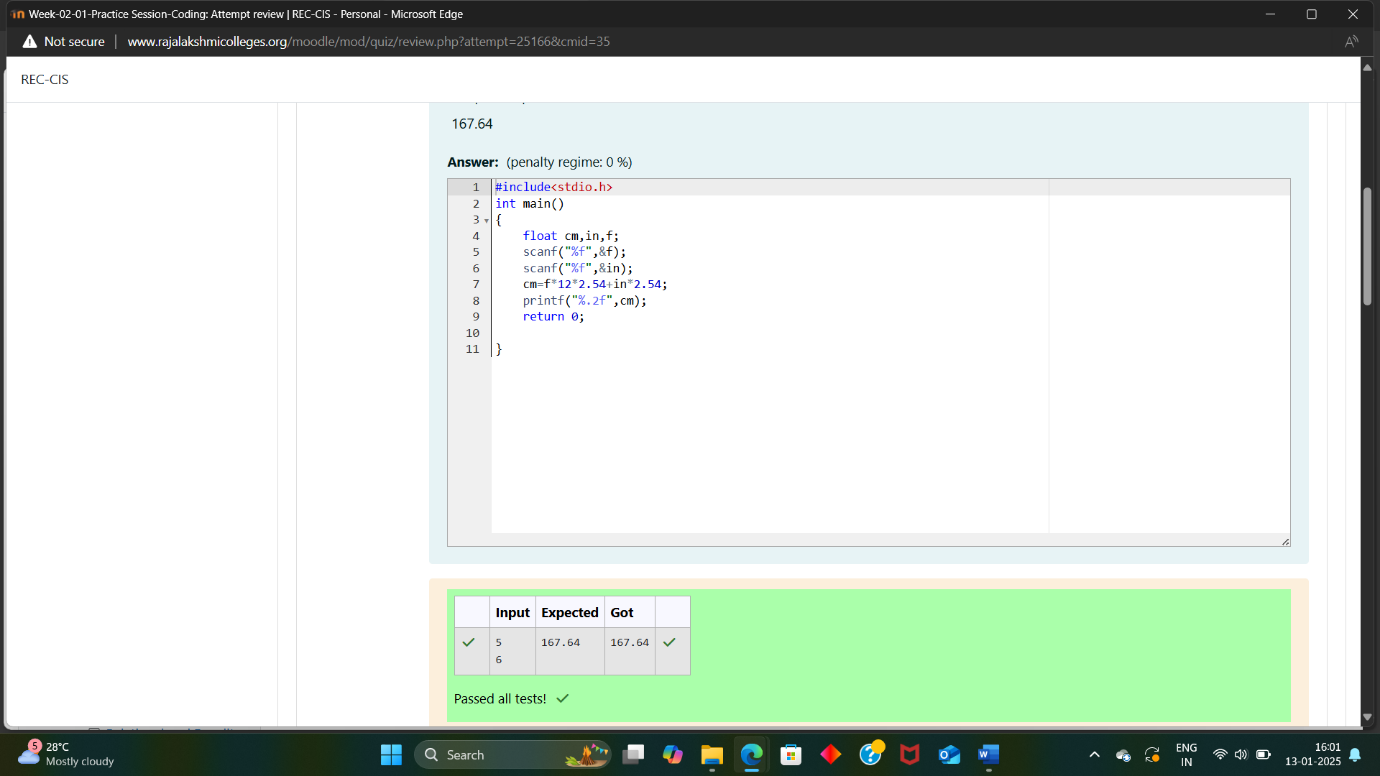 Week-02-01-Practice Session-Coding: Attempt review | REC-CIS - Personal - Microsoft Edge
Not secure | www.rajalakshmicolleges.org/moodle/mod/quiz/review.php?attempt=25166&cmid=35
REC-CIS
167.64
Answer: (penalty regime: 0 %)
1 #include<stdio.h>
2 int main()
3 {
4 float cm,in,f;
5 scanf("%f",&f);
6 scanf("%f",&in);
7 cm=f*12*2.54+in*2.54;
8 printf("%.2f",cm);
9 return 0;
10
11 }
Input Expected Got
5 167.64 167.64
6
Passed all tests!
5 28°C
Mostly cloudy
Search
ENG
IN
16:01
13-01-2025